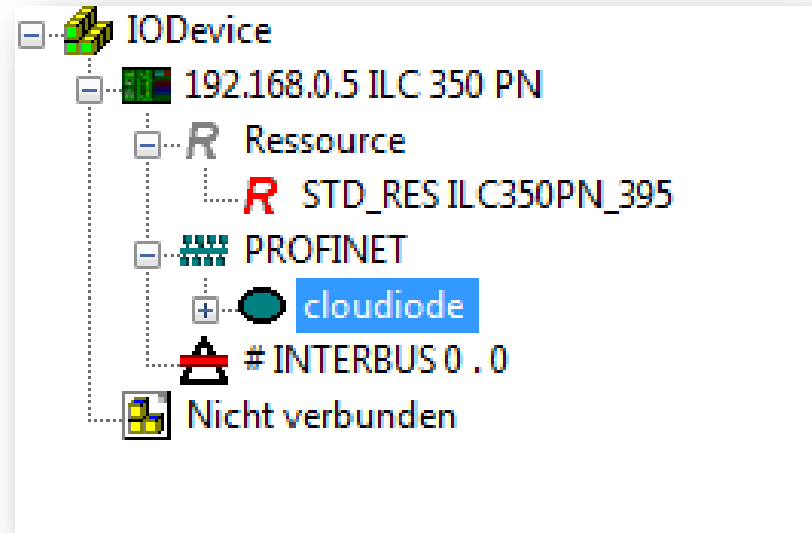 IODevice
192.168.0.5 ILC 350 PN
R Ressource
R STD_RES ILC350PN_395
PROFINET
cloudiode
# INTERBUS 0 . 0
Nicht verbunden